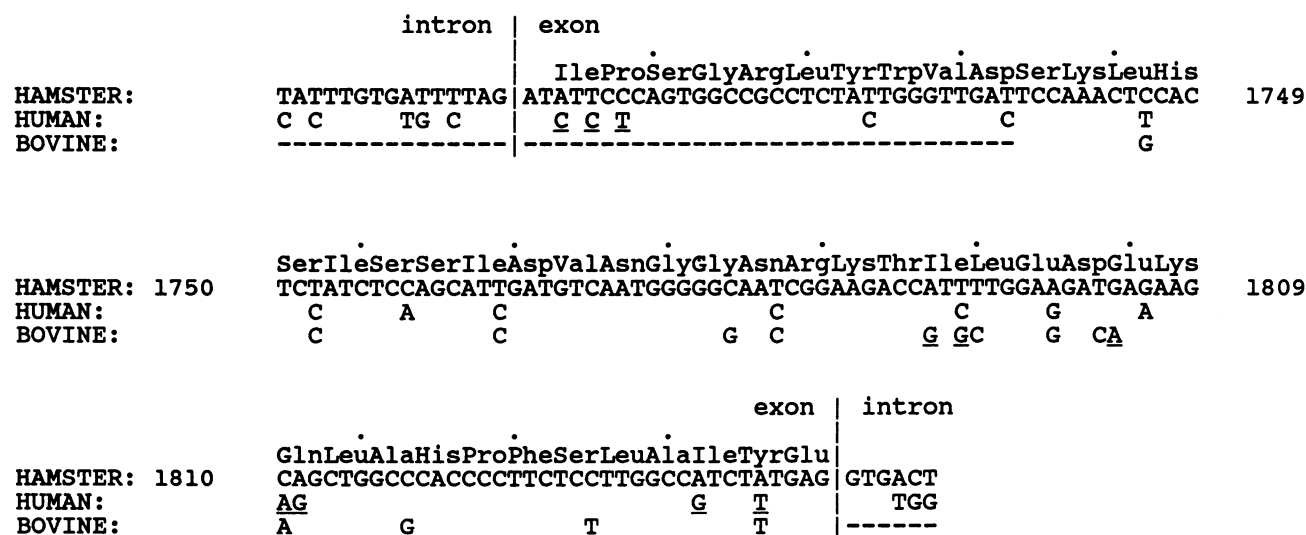 intron | exon
IleProSerGlyArgLeuTyrTrpValAspSerLysLeuHis
HAMSTER: TATTTGTGATTTTAG|ATATTCCCAGTGGCCGCCTCTATTGGGTTGATTCCAAACTCCAC 1749
HUMAN: C C TG C C C T C C T
BOVINE: ---------------|-------------------------------- G
SerIleSerSerIleAspValAsnGlyGlyAsnArgLysThrIleLeuGluAspGluLys
HAMSTER: 1750 TCTATCTCCAGCATTGATGTCAATGGGGGCAATCGGAAGACCATTTTGGAAGATGAGAAG 1809
HUMAN: C A C C C G A
BOVINE: C C G C G GC G CA
exon | intron
GlnLeuAlaHisProPheSerLeuAlaIleTyrGlu|
HAMSTER: 1810 CAGCTGGCCCACCCCTTCTCCTTGGCCATCTATGAG|GTGACT
HUMAN: AG G T TGG
BOVINE: A G T T |------